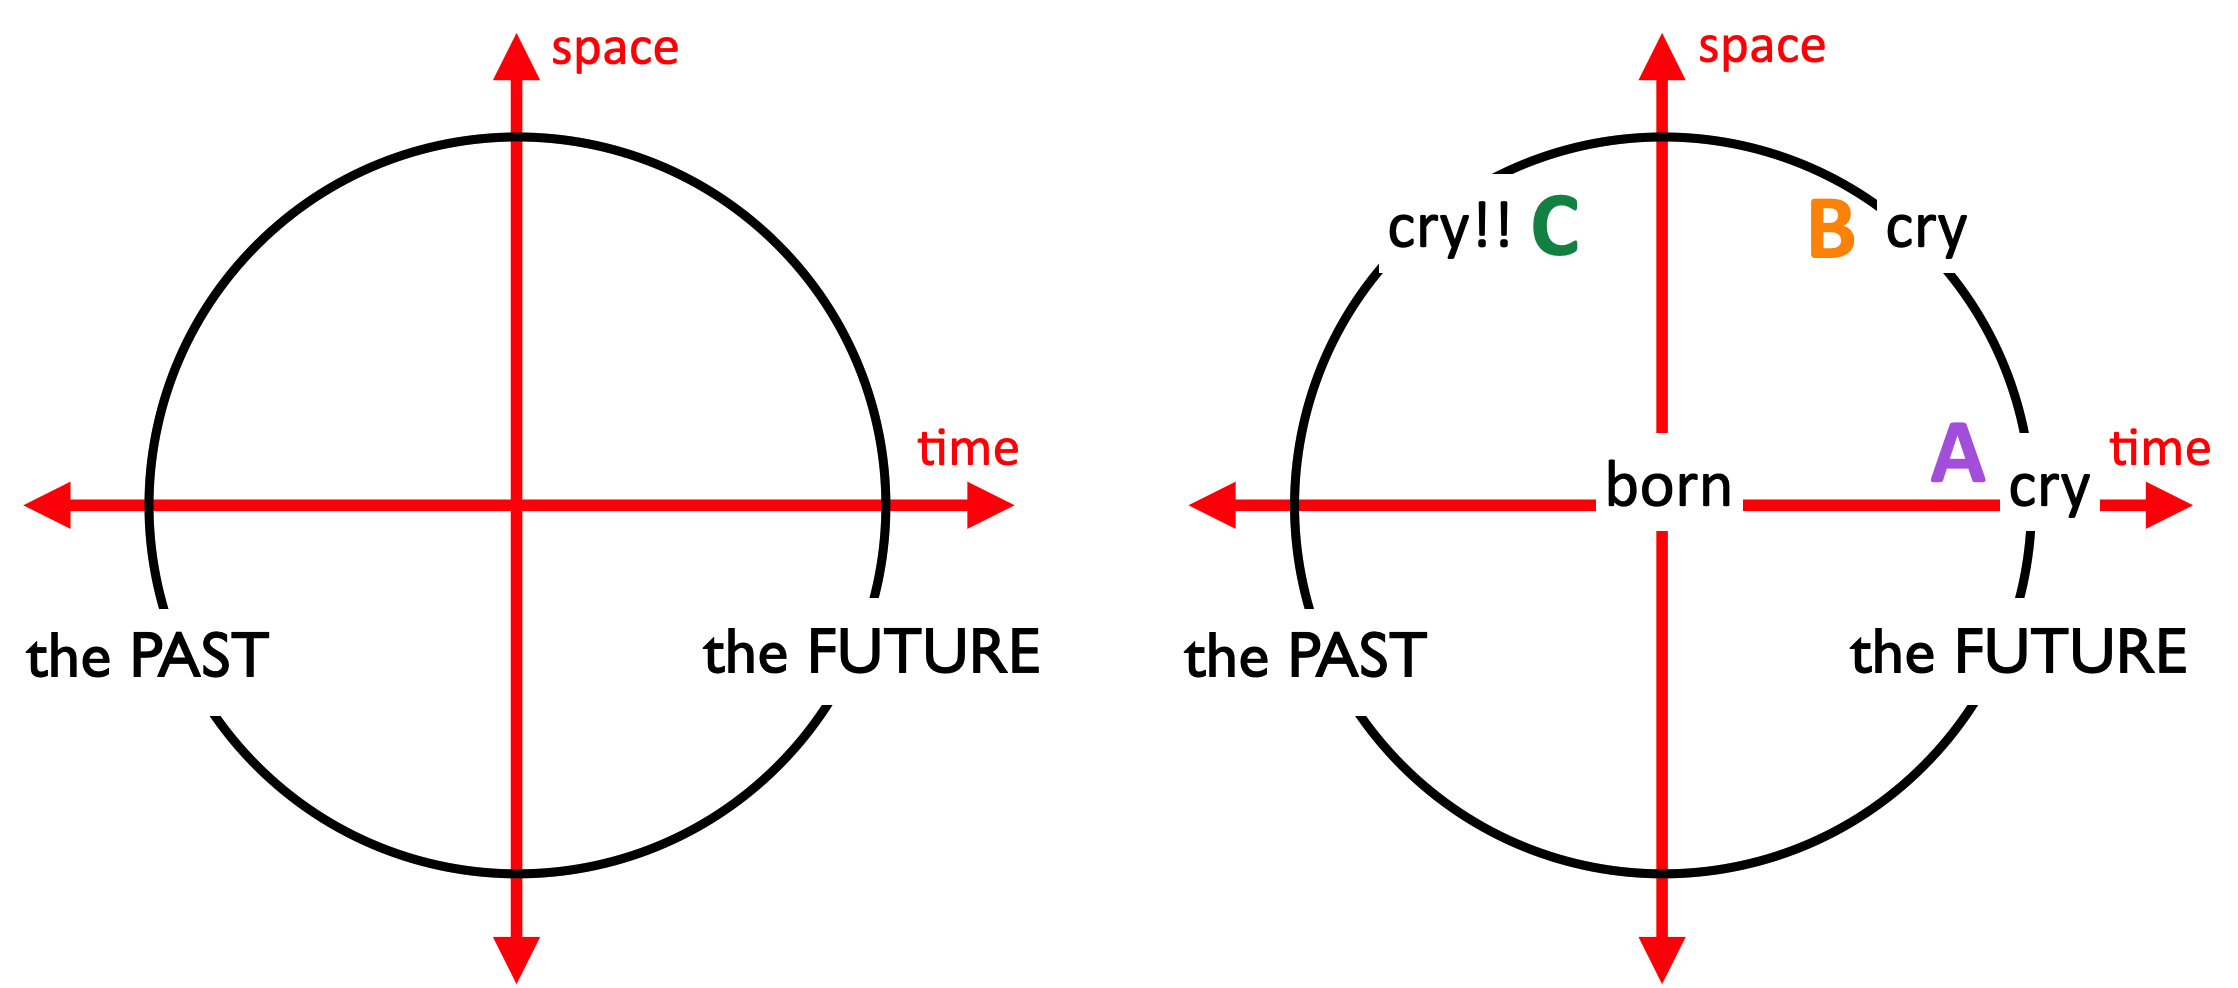 space
time
the PAST
the FUTURE
space
cry!! C
B cry
A
time
born
cry
the PAST
the FUTURE